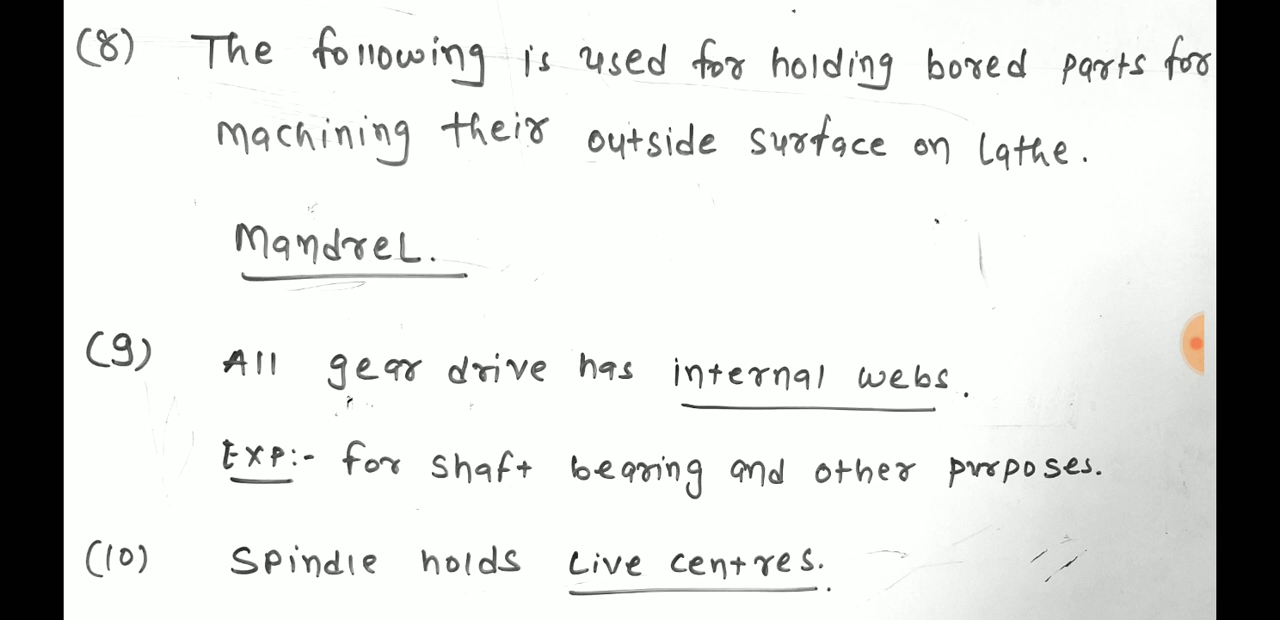 (8) The following is used for holding bored parts for
machining their outside surface on lathe.
Mandrel.
(9) All gear drive has internal webs.
Exp:- for shaft bearing and other purposes.
(10) Spindle holds Live centres.